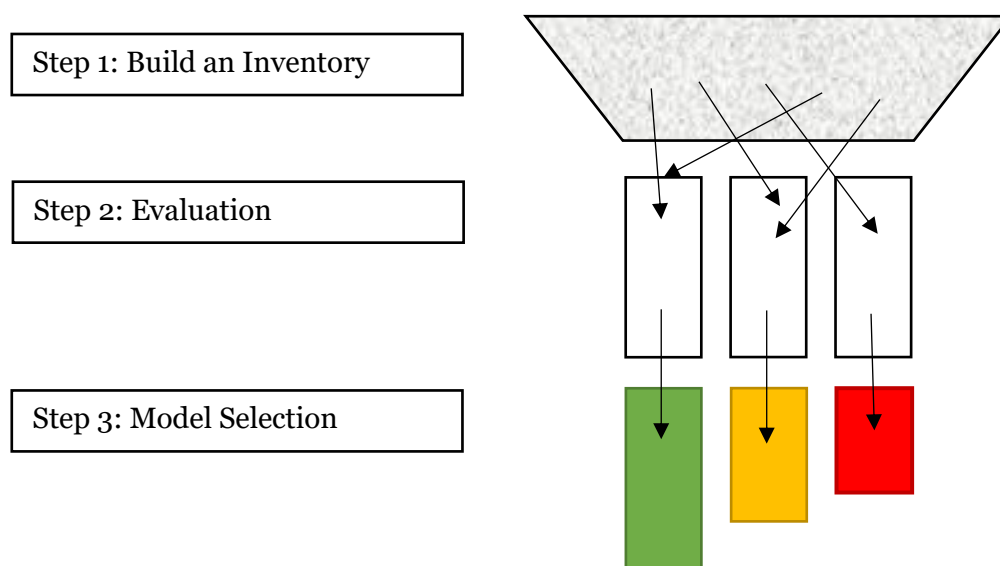 Step 1: Build an Inventory
Step 2: Evaluation
Step 3: Model Selection